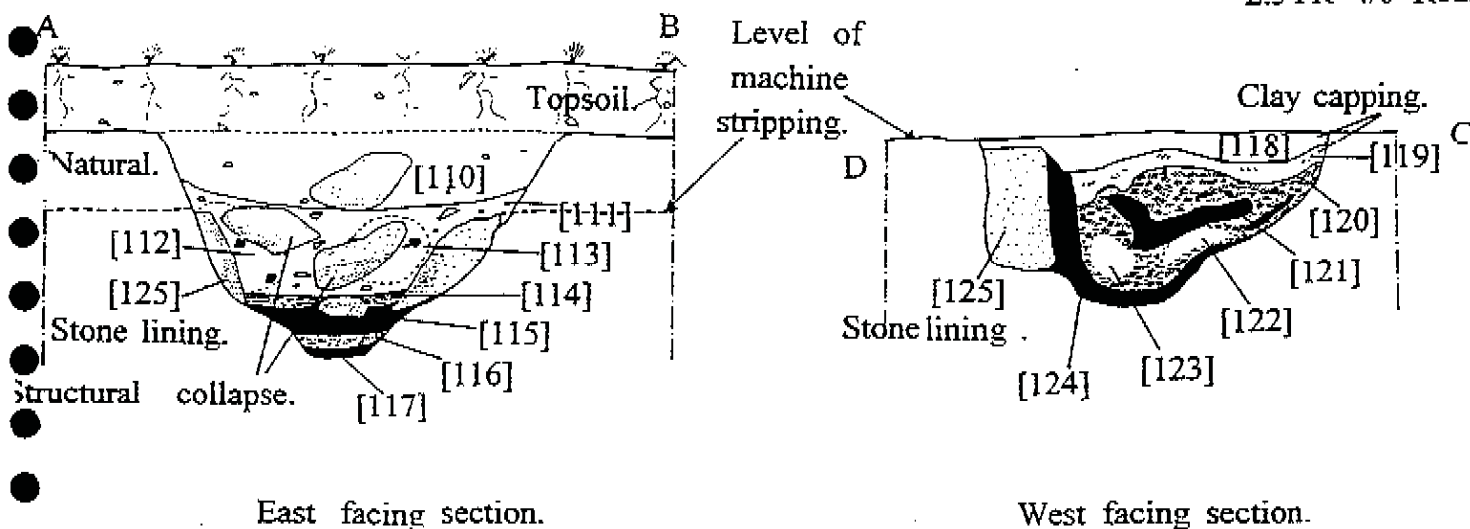 A
B
Level of
machine
stripping.
Topsoil.
Natural.
Clay capping.
C
D
[110]
[111]
[112]
[113]
[125]
[114]
Stone lining.
[115]
[116]
Structural collapse.
[117]
[118]
[119]
[120]
[121]
[125]
[122]
Stone lining .
[123]
[124]
East facing section.
West facing section.